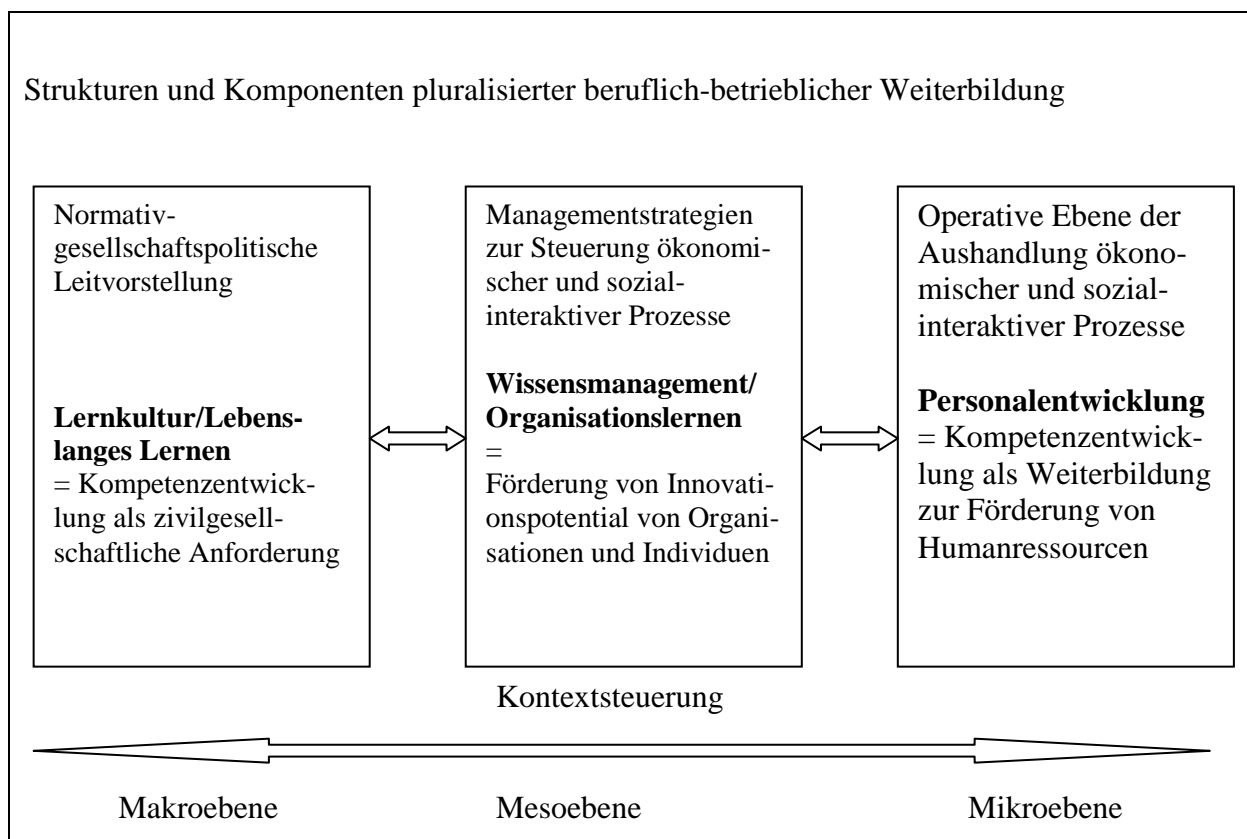 Strukturen und Komponenten pluralisierter beruflich-betrieblicher Weiterbildung
Normativ-
gesellschaftspolitische
Leitvorstellung
Lernkultur/Lebens-
langes Lernen
= Kompetenzentwick-
lung als zivilgesell-
schaftliche Anforderung
Managementstrategien
zur Steuerung ökonomi-
scher und sozial-
interaktiver Prozesse
Wissensmanagement/
Organisationslernen
=
Förderung von Innovati-
onspotential von Organi-
sationen und Individuen
Operative Ebene der
Aushandlung ökono-
mischer und sozial-
interaktiver Prozesse
Personalentwicklung
= Kompetenzentwick-
lung als Weiterbildung
zur Förderung von
Humanressourcen
Kontextsteuerung
Makroebene
Mesoebene
Mikroebene